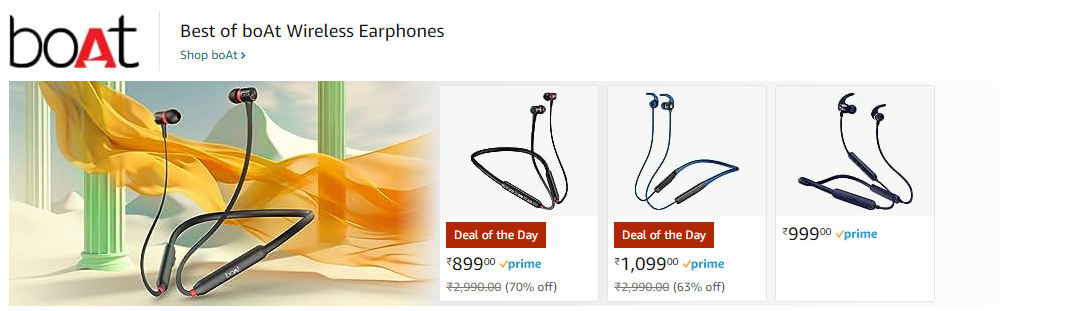 boAt
Best of boAt Wireless Earphones
Shop boAt ›
boAt
Deal of the Day
₹899⁰⁰ prime
₹2,990.00 (70% off)
Deal of the Day
₹1,099⁰⁰ prime
₹2,990.00 (63% off)
₹999⁰⁰ prime